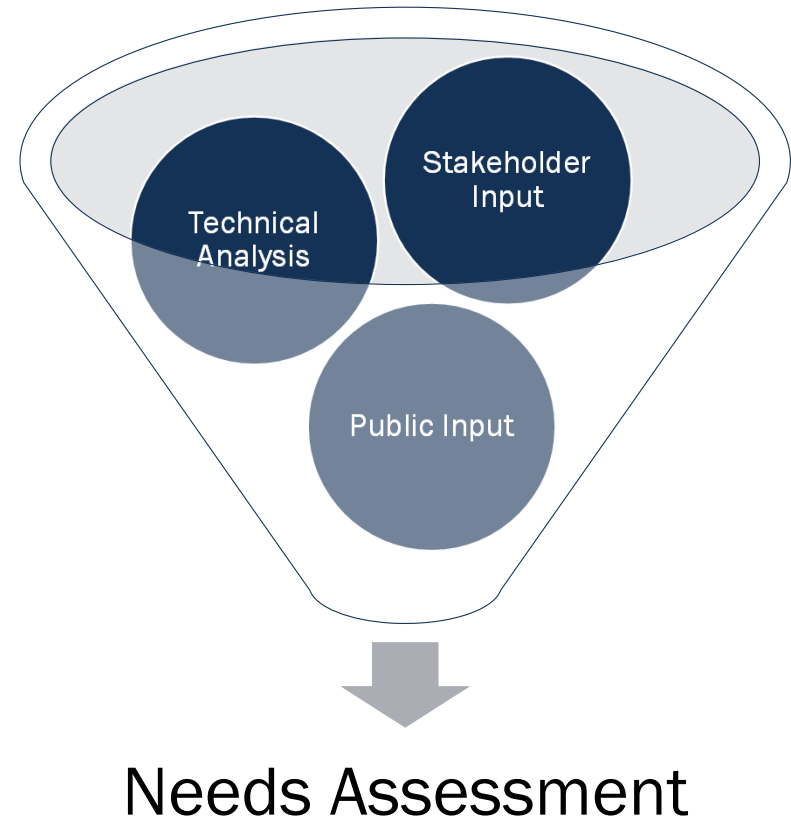 Stakeholder
Input
Technical
Analysis
Public Input
Needs Assessment